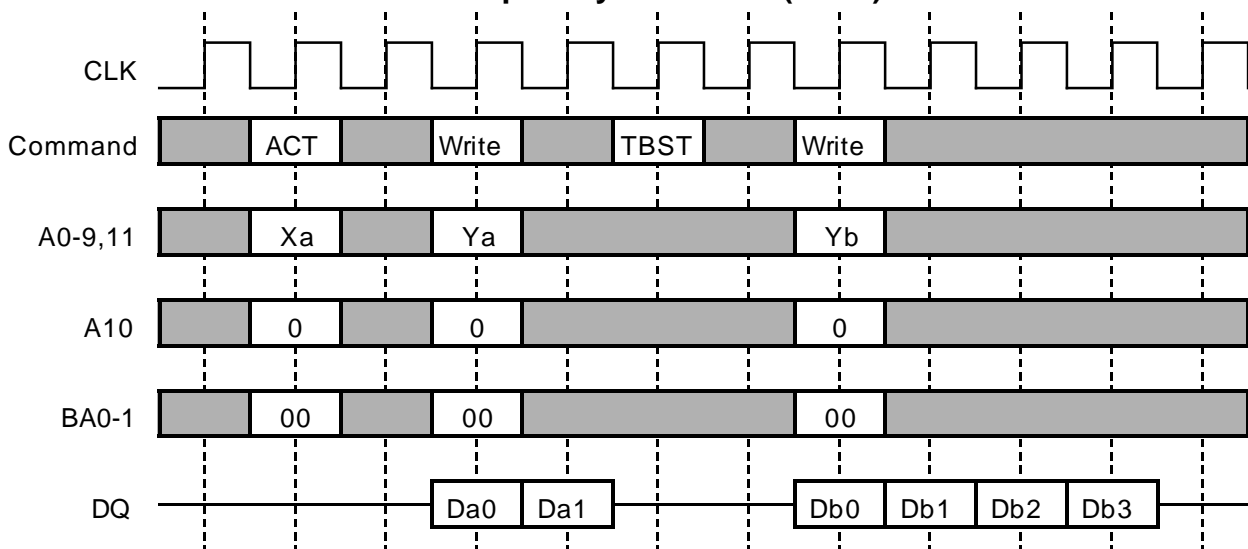 CLK
Command ACT Write TBST Write
A0-9,11 Xa Ya Yb
A10 0 0 0
BA0-1 00 00 00
DQ Da0 Da1 Db0 Db1 Db2 Db3